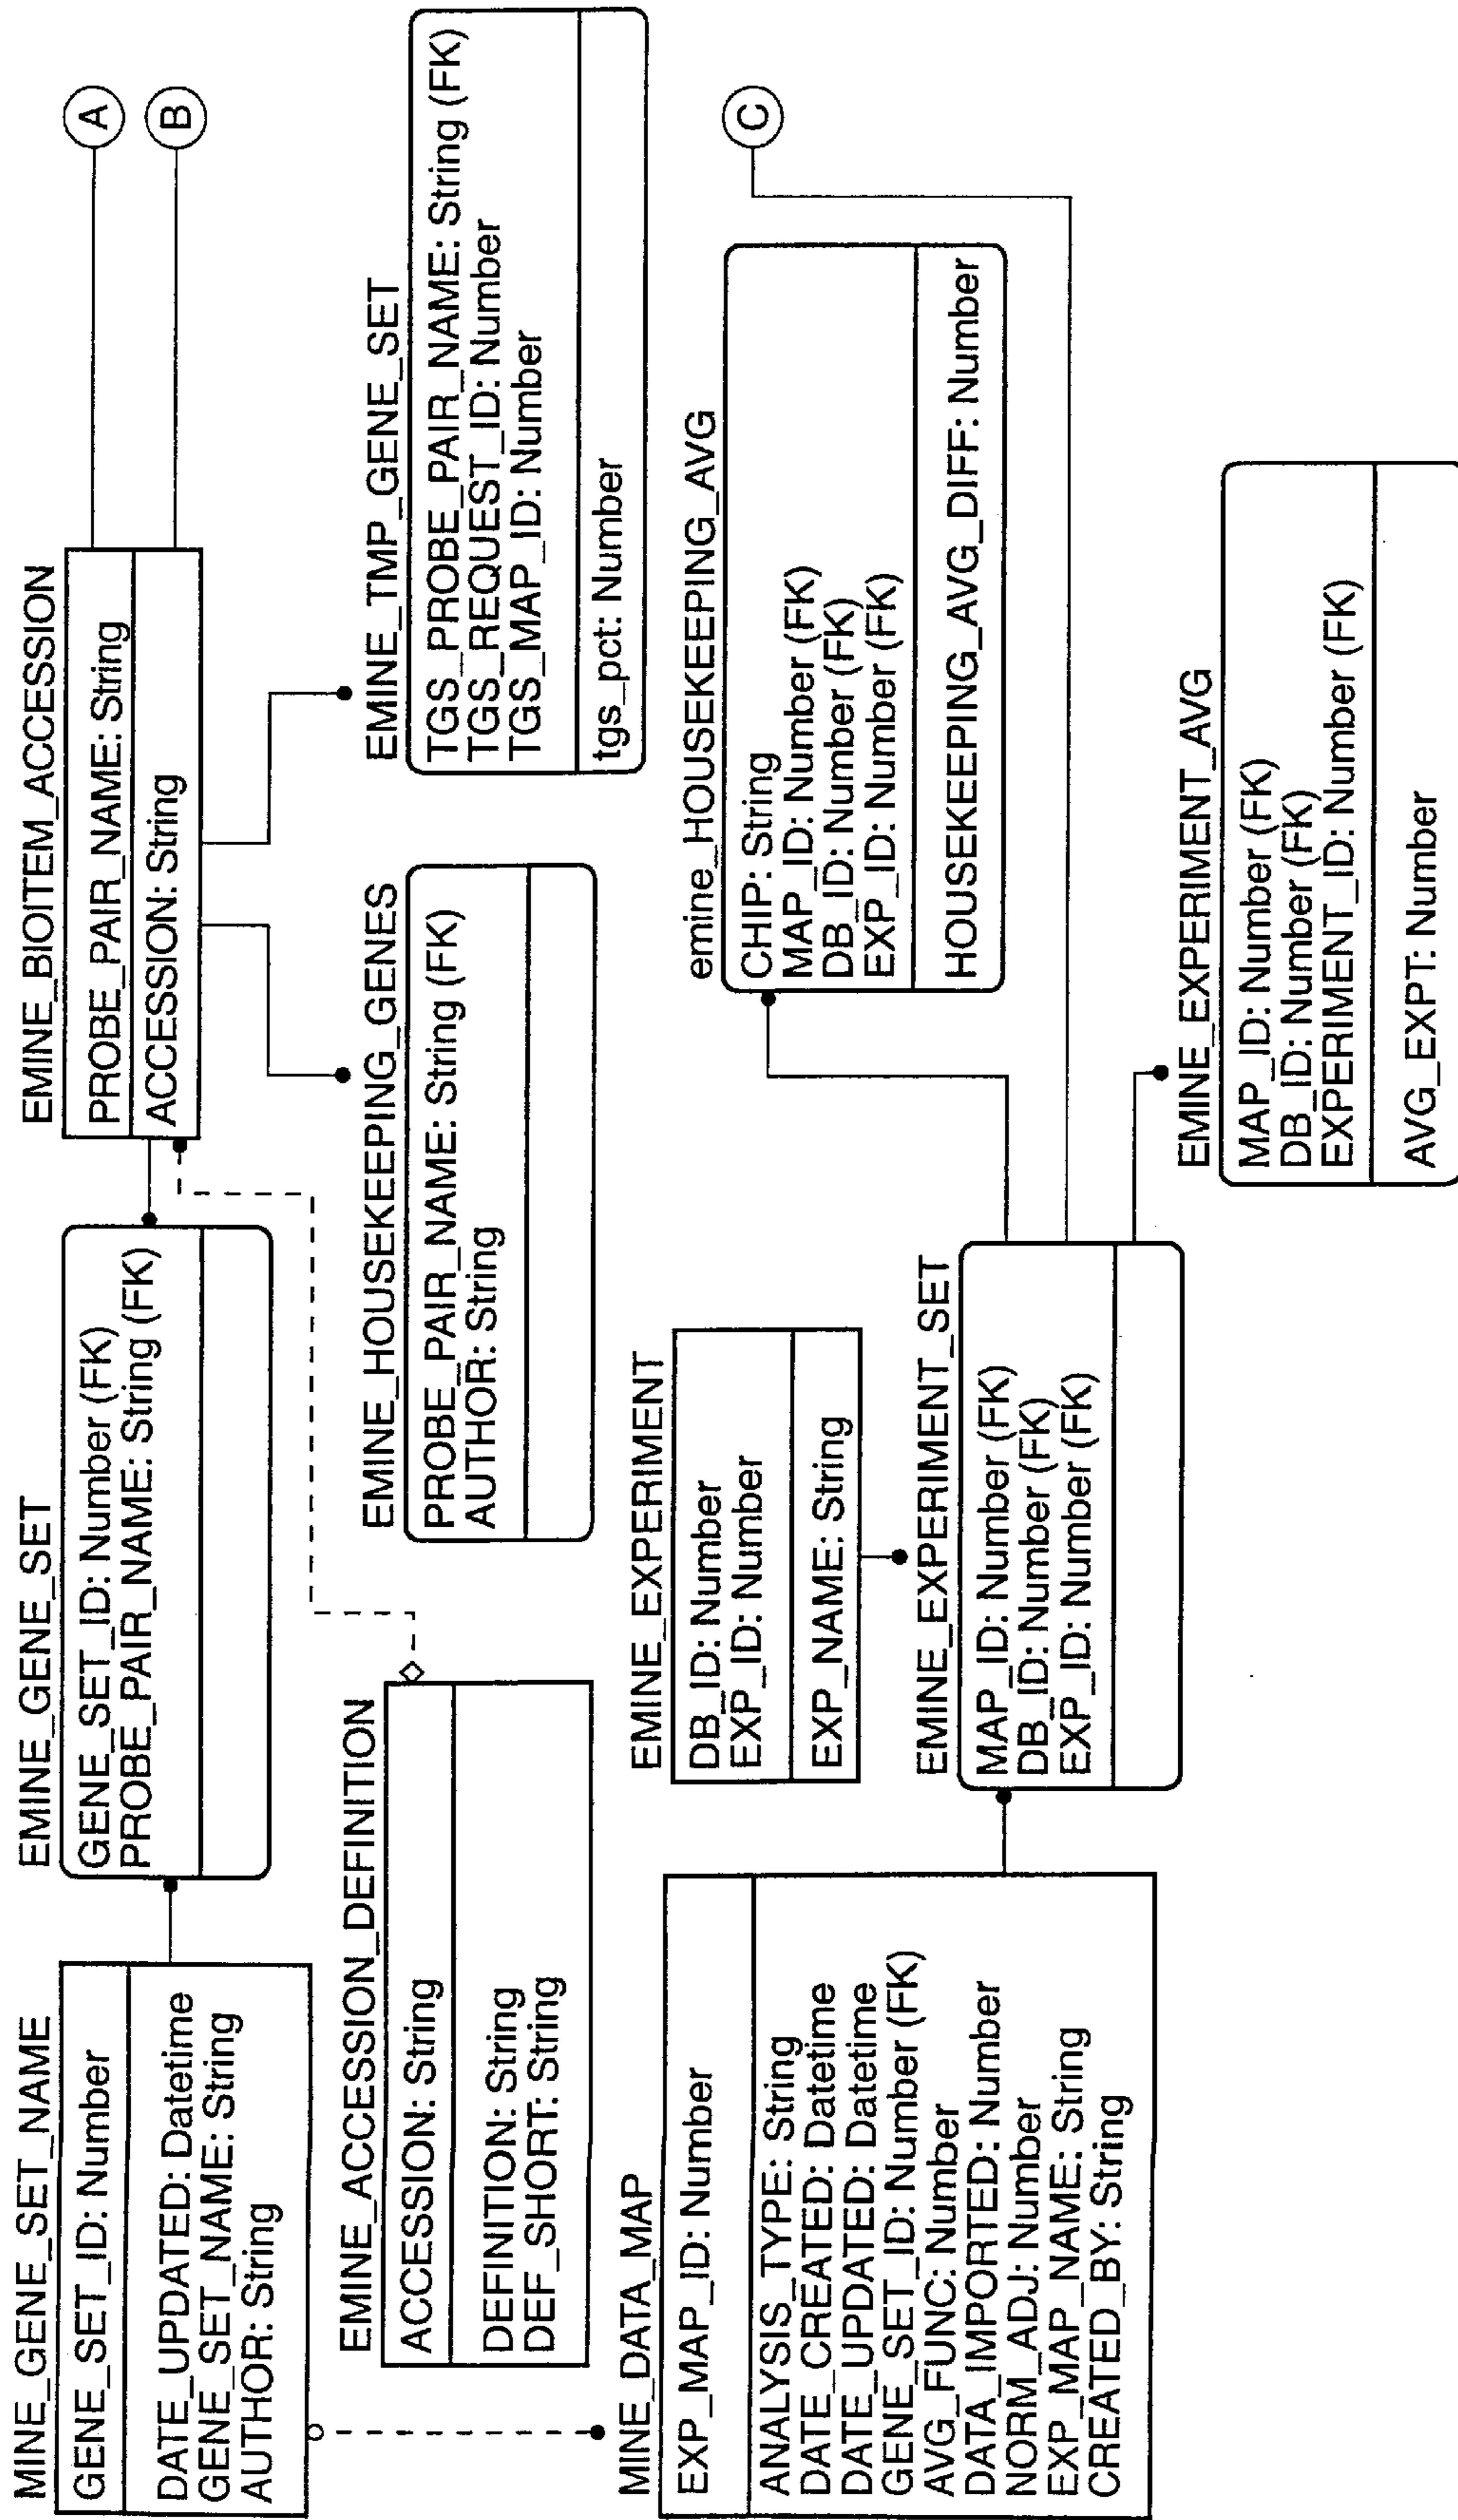 MINE_GENE_SET_NAME
GENE_SET_ID: Number
DATE_UPDATED: Datetime
GENE_SET_NAME: String
AUTHOR: String
EMINE_GENE_SET
GENE_SET_ID: Number (FK)
PROBE_PAIR_NAME: String (FK)
EMINE_BIOITEM_ACCESSION
PROBE_PAIR_NAME: String
ACCESSION: String
A
B
EMINE_ACCESSION_DEFINITION
ACCESSION: String
DEFINITION: String
DEF_SHORT: String
EMINE_HOUSEKEEPING_GENES
PROBE_PAIR_NAME: String (FK)
AUTHOR: String
EMINE_TMP_GENE_SET
TGS_PROBE_PAIR_NAME: String (FK)
TGS_REQUEST_ID: Number
TGS_MAP_ID: Number
tgs_pct: Number
MINE_DATA_MAP
EXP_MAP_ID: Number
ANALYSIS_TYPE: String
DATE_CREATED: Datetime
DATE_UPDATED: Datetime
GENE_SET_ID: Number (FK)
AVG_FUNC: Number
DATA_IMPORTED: Number
NORM_ADJ: Number
EXP_MAP_NAME: String
CREATED_BY: String
EMINE_EXPERIMENT
DB_ID: Number
EXP_ID: Number
EXP_NAME: String
emine_HOUSEKEEPING_AVG
CHIP: String
MAP_ID: Number (FK)
DB_ID: Number (FK)
EXP_ID: Number (FK)
HOUSEKEEPING_AVG_DIFF: Number
C
EMINE_EXPERIMENT_SET
MAP_ID: Number (FK)
DB_ID: Number (FK)
EXP_ID: Number (FK)
EMINE_EXPERIMENT_AVG
MAP_ID: Number (FK)
DB_ID: Number (FK)
EXPERIMENT_ID: Number (FK)
AVG_EXPT: Number